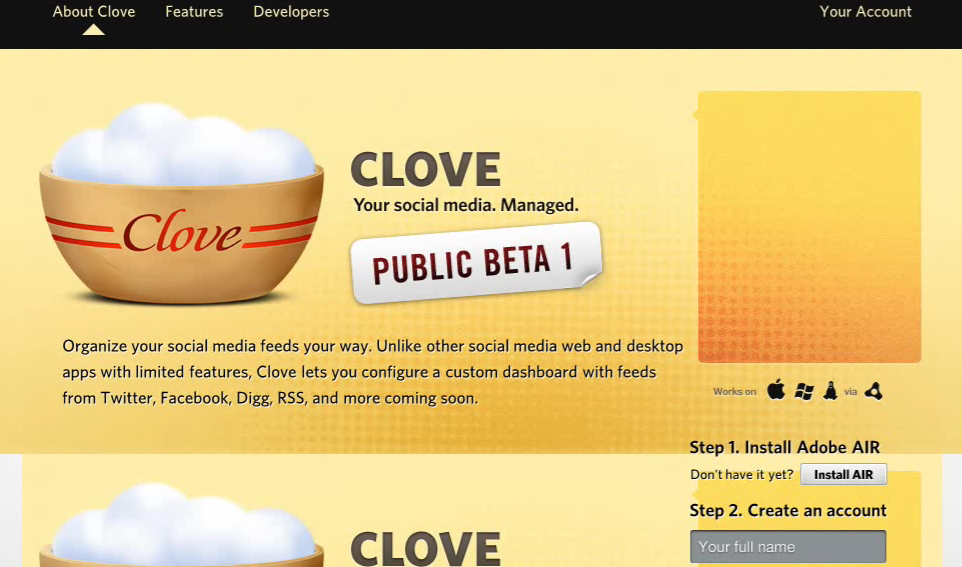 About Clove
Features
Developers
Your Account
Clove
CLOVE
Your social media. Managed.
PUBLIC BETA 1
Organize your social media feeds your way. Unlike other social media web and desktop
apps with limited features, Clove lets you configure a custom dashboard with feeds
from Twitter, Facebook, Digg, RSS, and more coming soon.
Works on
via
Step 1. Install Adobe AIR
Don't have it yet? Install AIR
Step 2. Create an account
CLOVE
Your full name